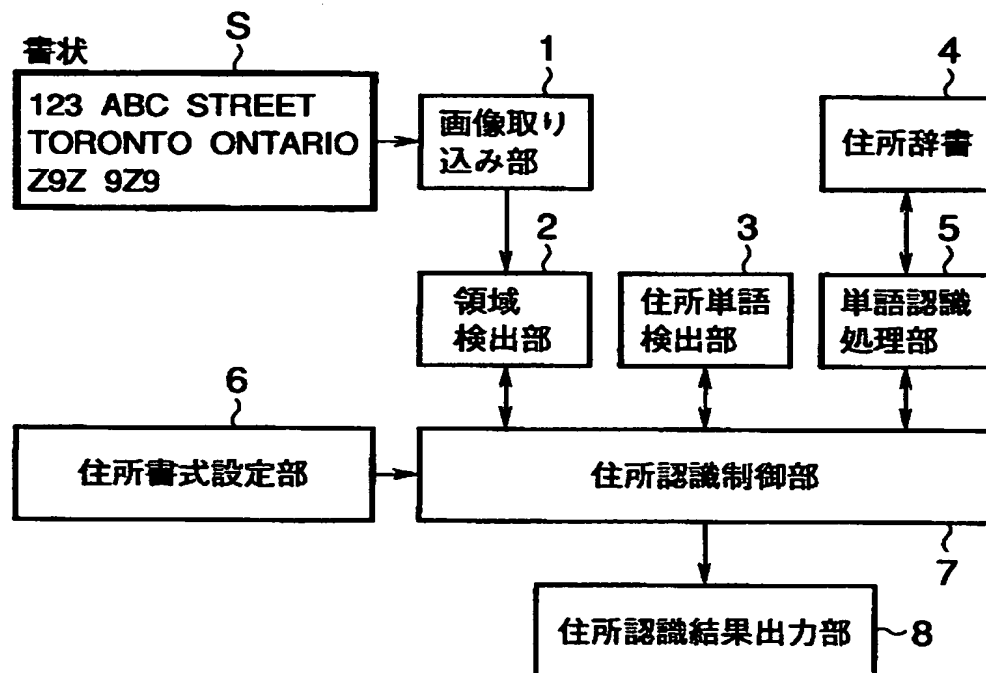 書状
S
123 ABC STREET
TORONTO ONTARIO
Z9Z 9Z9
1
画像取り
込み部
4
住所辞書
2
領域
検出部
3
住所単語
検出部
5
単語認識
処理部
6
住所書式設定部
住所認識制御部
7
住所認識結果出力部
8